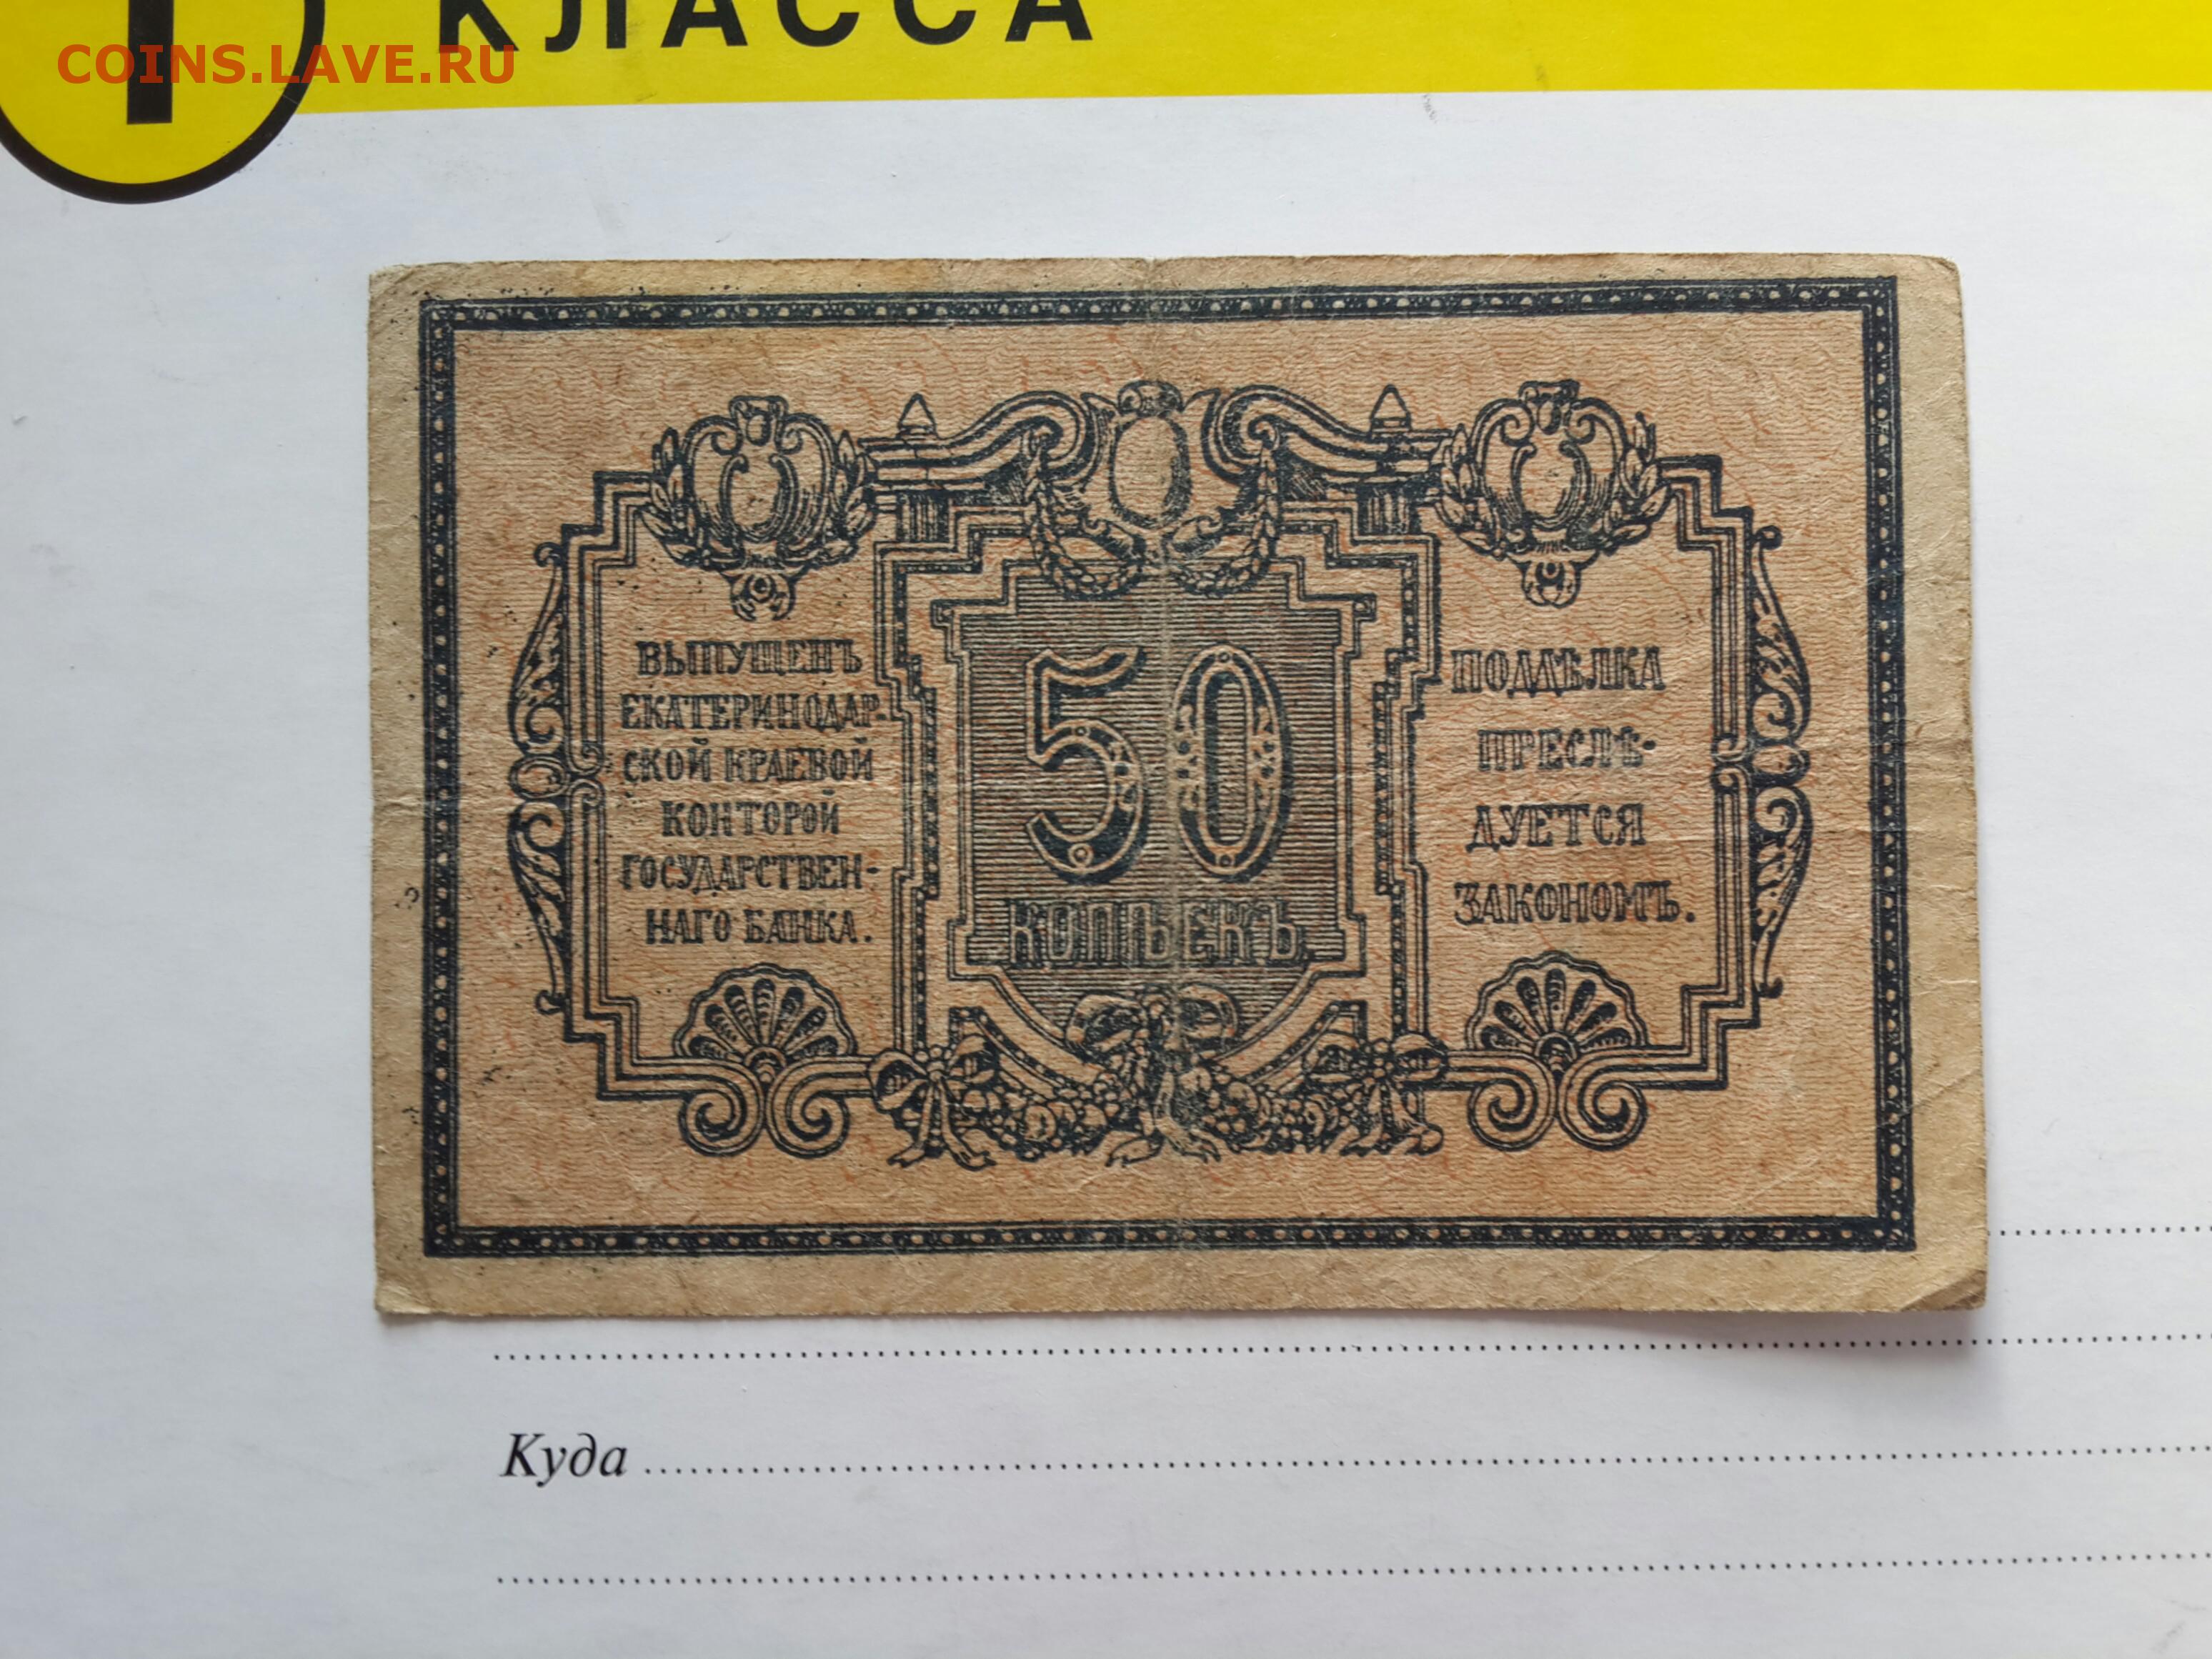 1 КЛАССА
COINS.LAVE.RU
ВЫПУЩЕНЪ
ЕКАТЕРИНОДАР-
СКОЙ КРАЕВОЙ
КОНТОРОЙ
ГОСУДАРСТВЕН-
НАГО БАНКА.
50
КОПѢЕКЪ
ПОДДѢЛКА
ПРЕСЛѢ-
ДУЕТСЯ
ЗАКОНОМЪ.
Куда